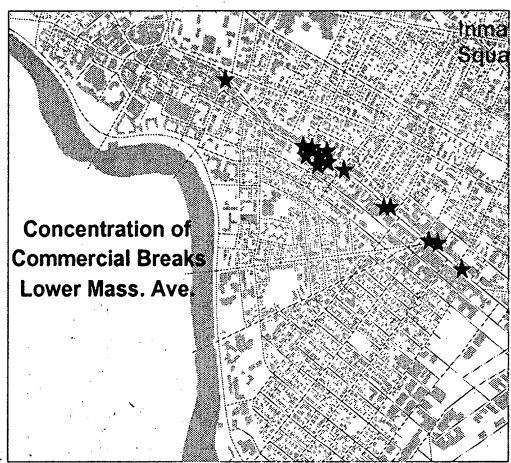 Inma
Squa
Concentration of
Commercial Breaks
Lower Mass. Ave.